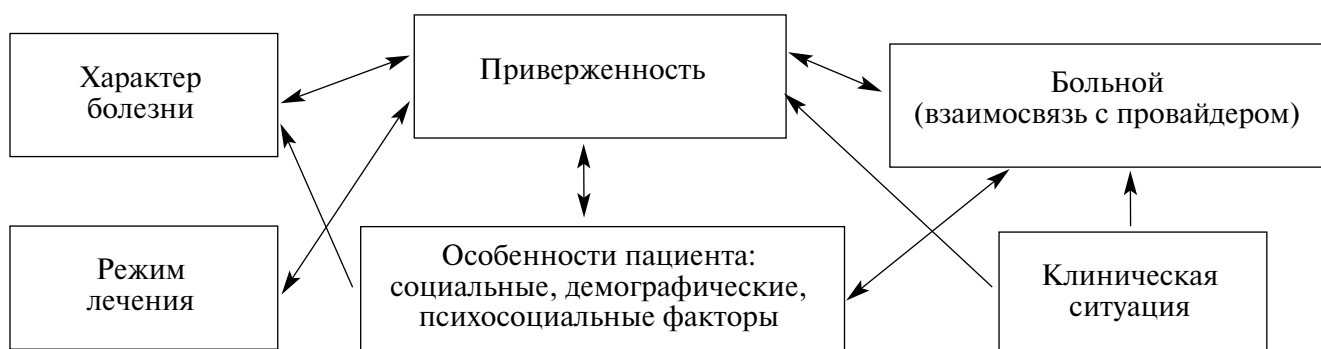 Характер
болезни
Приверженность
Больной
(взаимосвязь с провайдером)
Режим
лечения
Особенности пациента:
социальные, демографические,
психосоциальные факторы
Клиническая
ситуация